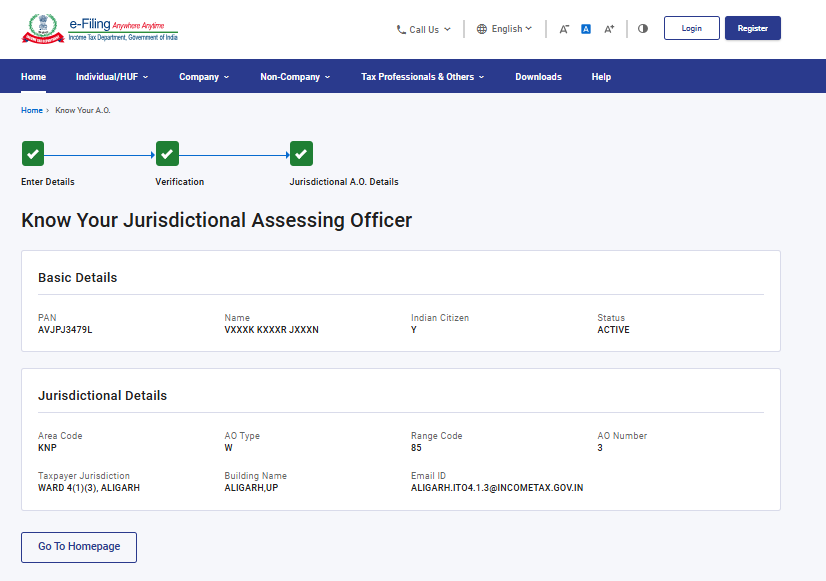 e-Filing Anywhere Anytime
Income Tax Department, Government of India
Call Us
English
A-
A
A+
Login
Register
Home
Individual/HUF
Company
Non-Company
Tax Professionals & Others
Downloads
Help
Home > Know Your A.O.
Enter Details
Verification
Jurisdictional A.O. Details
Know Your Jurisdictional Assessing Officer
Basic Details
PAN
AVJPJ3479L
Name
VXXXK KXXXR JXXXN
Indian Citizen
Y
Status
ACTIVE
Jurisdictional Details
Area Code
KNP
AO Type
W
Range Code
85
AO Number
3
Taxpayer Jurisdiction
WARD 4(1)(3), ALIGARH
Building Name
ALIGARH,UP
Email ID
ALIGARH.ITO4.1.3@INCOMETAX.GOV.IN
Go To Homepage